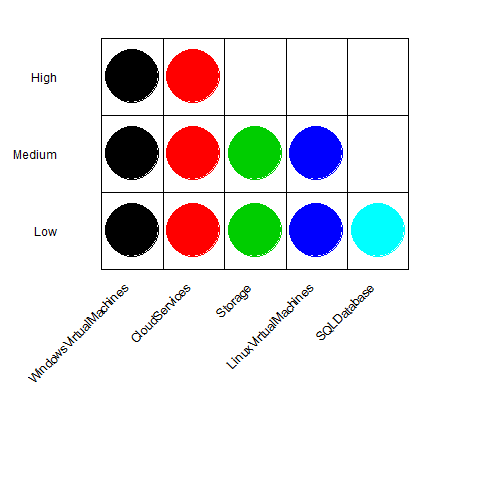 High
Medium
Low
WindowsVirtualMachines
CloudServices
Storage
LinuxVirtualMachines
SQLDatabase